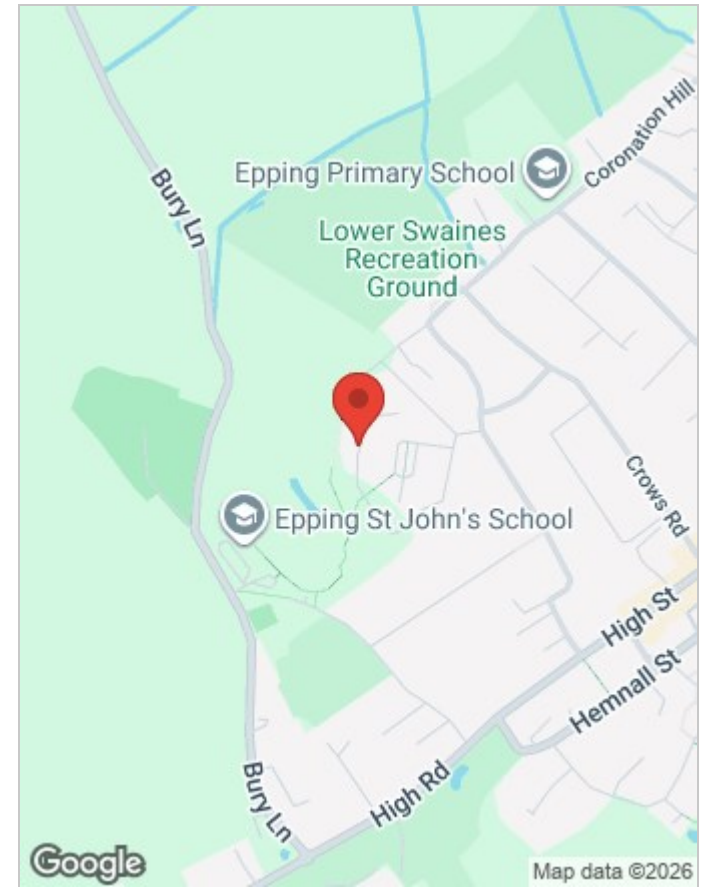 Coronation Hill
Epping Primary School
Bury Ln
Lower Swaines
Recreation
Ground
Crows Rd
Epping St John's School
High St
Hemnall St
High Rd
Bury Ln
Google
Map data ©2026